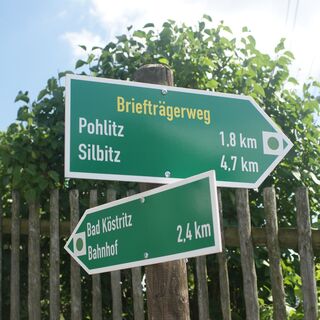 Briefträgerweg
Pohlitz 1,8 km
Silbitz 4,7 km
Bad Köstritz
Bahnhof 2,4 km